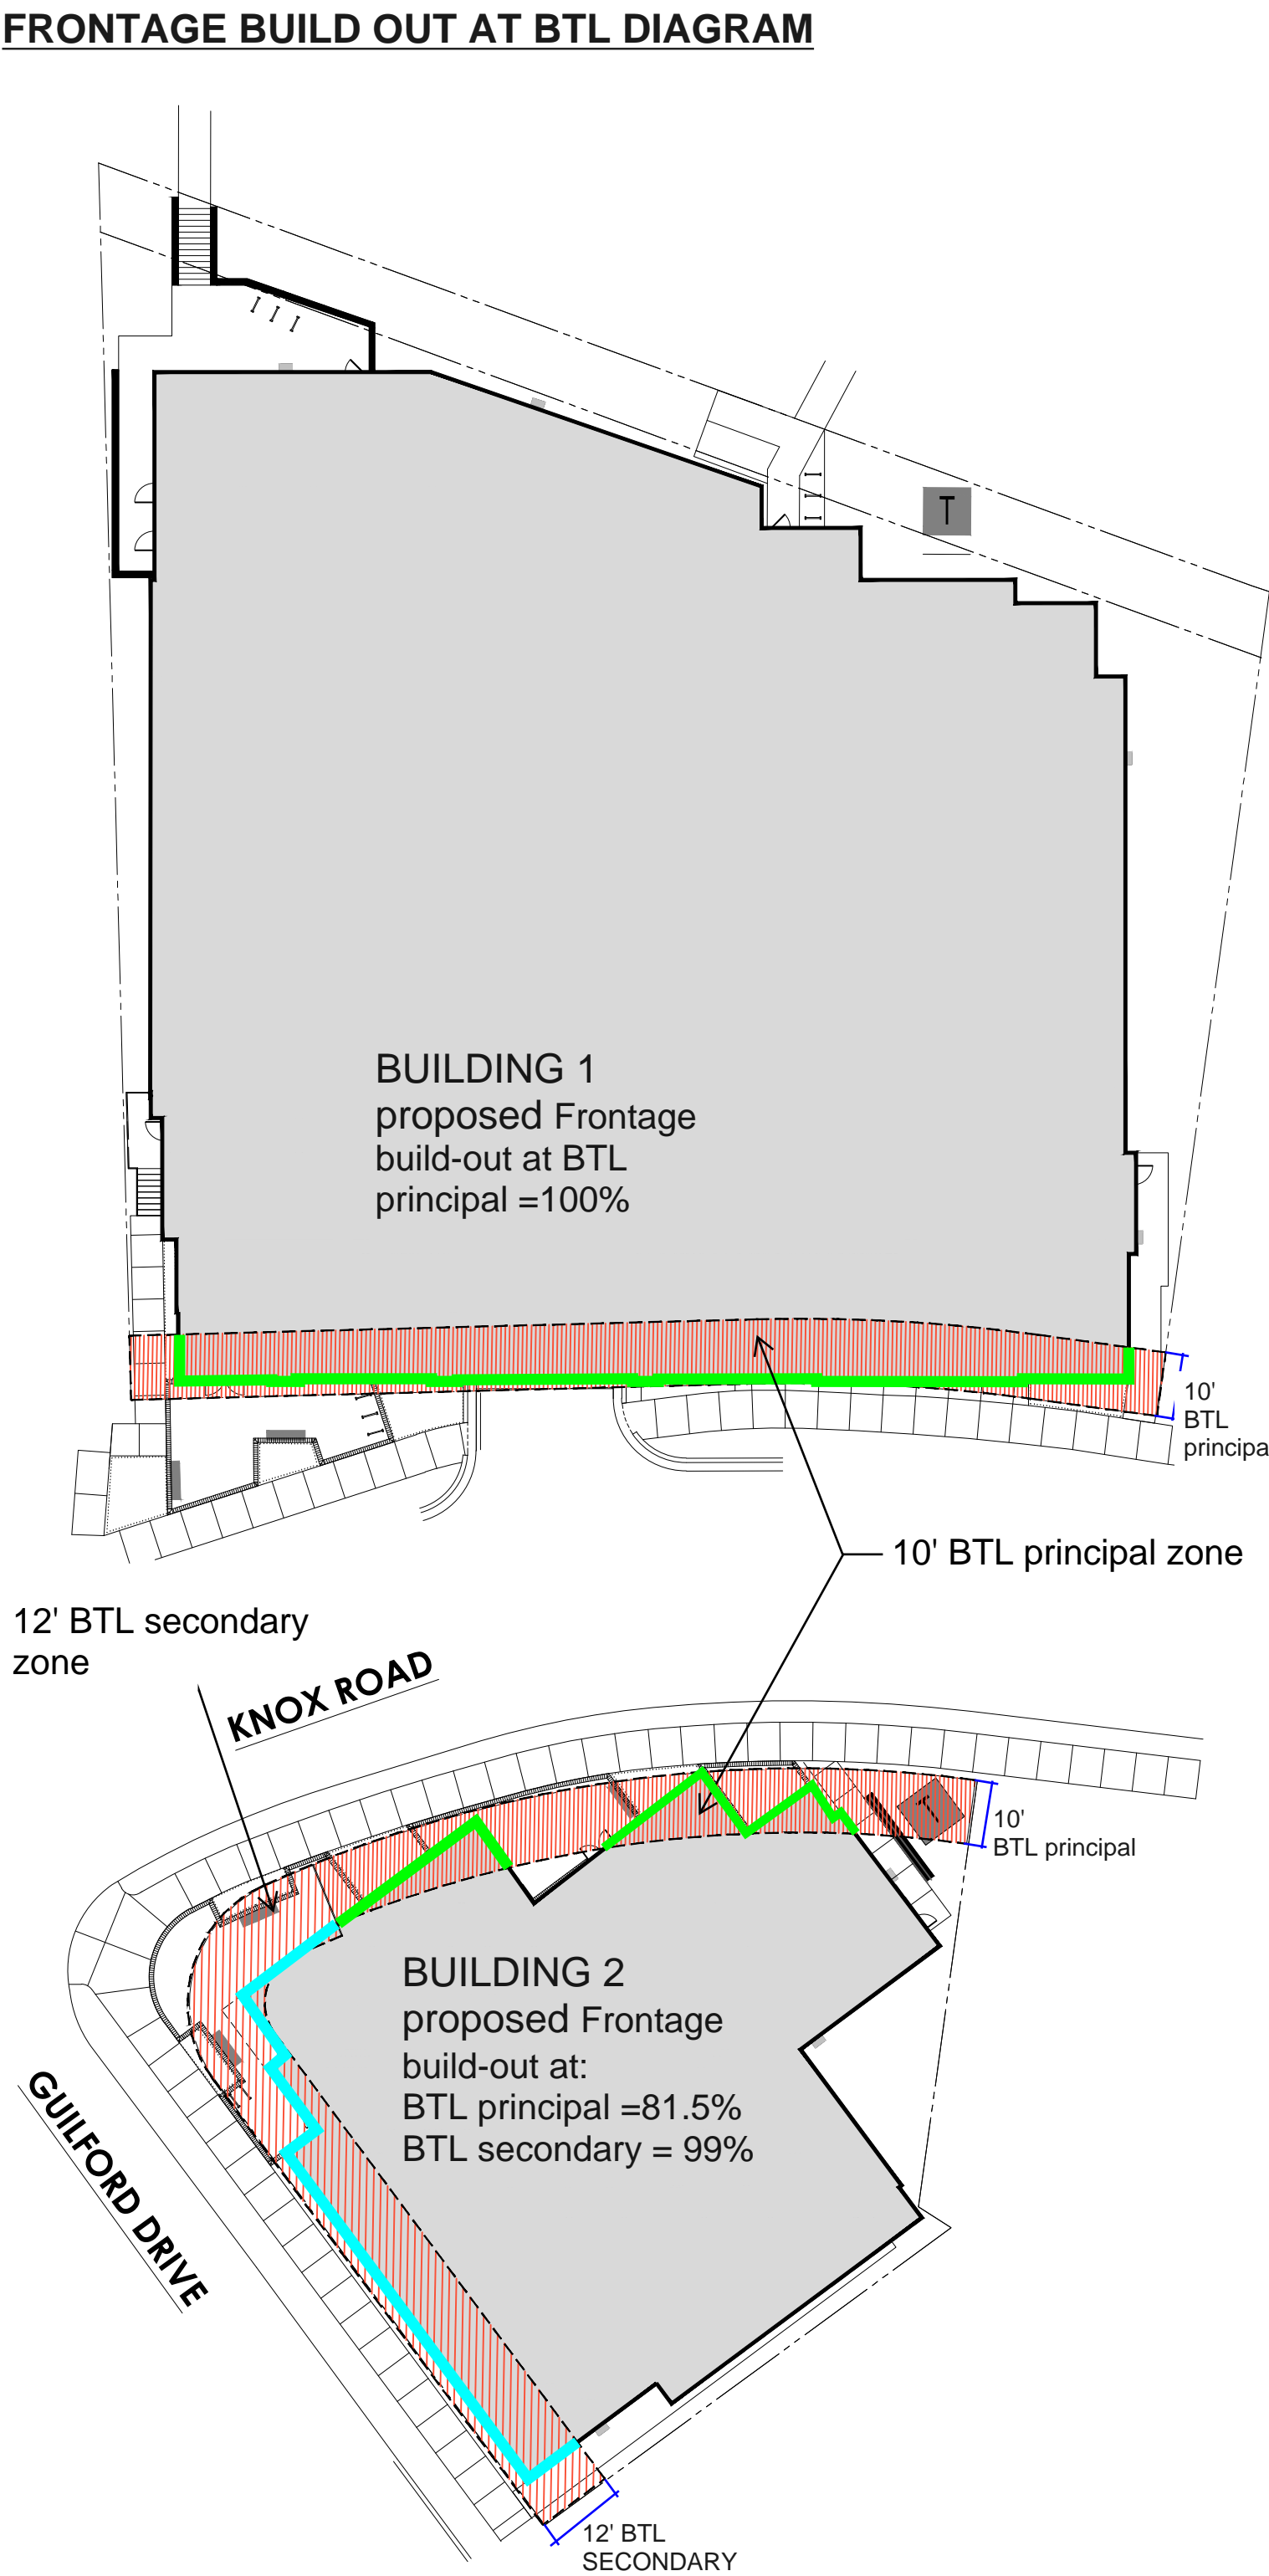 FRONTAGE BUILD OUT AT BTL DIAGRAM
T
BUILDING 1
proposed Frontage
build-out at BTL
principal =100%
10'
BTL
principa
10' BTL principal zone
12' BTL secondary
zone
KNOX ROAD
T
10'
BTL principal
BUILDING 2
proposed Frontage
build-out at:
BTL principal =81.5%
BTL secondary = 99%
GUILFORD DRIVE
12' BTL
SECONDARY